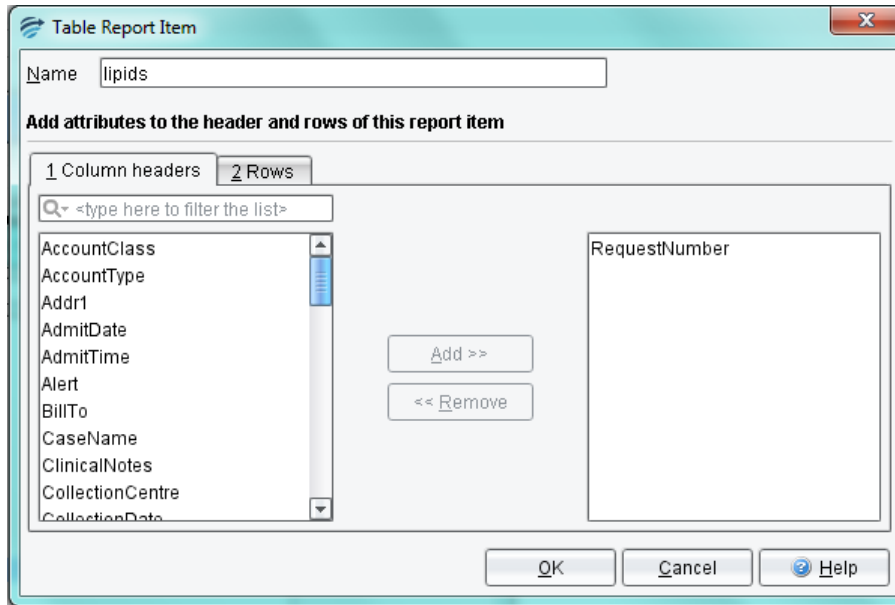 Table Report Item
Name lipids
Add attributes to the header and rows of this report item
1 Column headers 2 Rows
<type here to filter the list>
AccountClass
AccountType
Addr1
AdmitDate
AdmitTime
Alert
BillTo
CaseName
ClinicalNotes
CollectionCentre
CollectionDate
Add >>
<< Remove
RequestNumber
OK Cancel Help